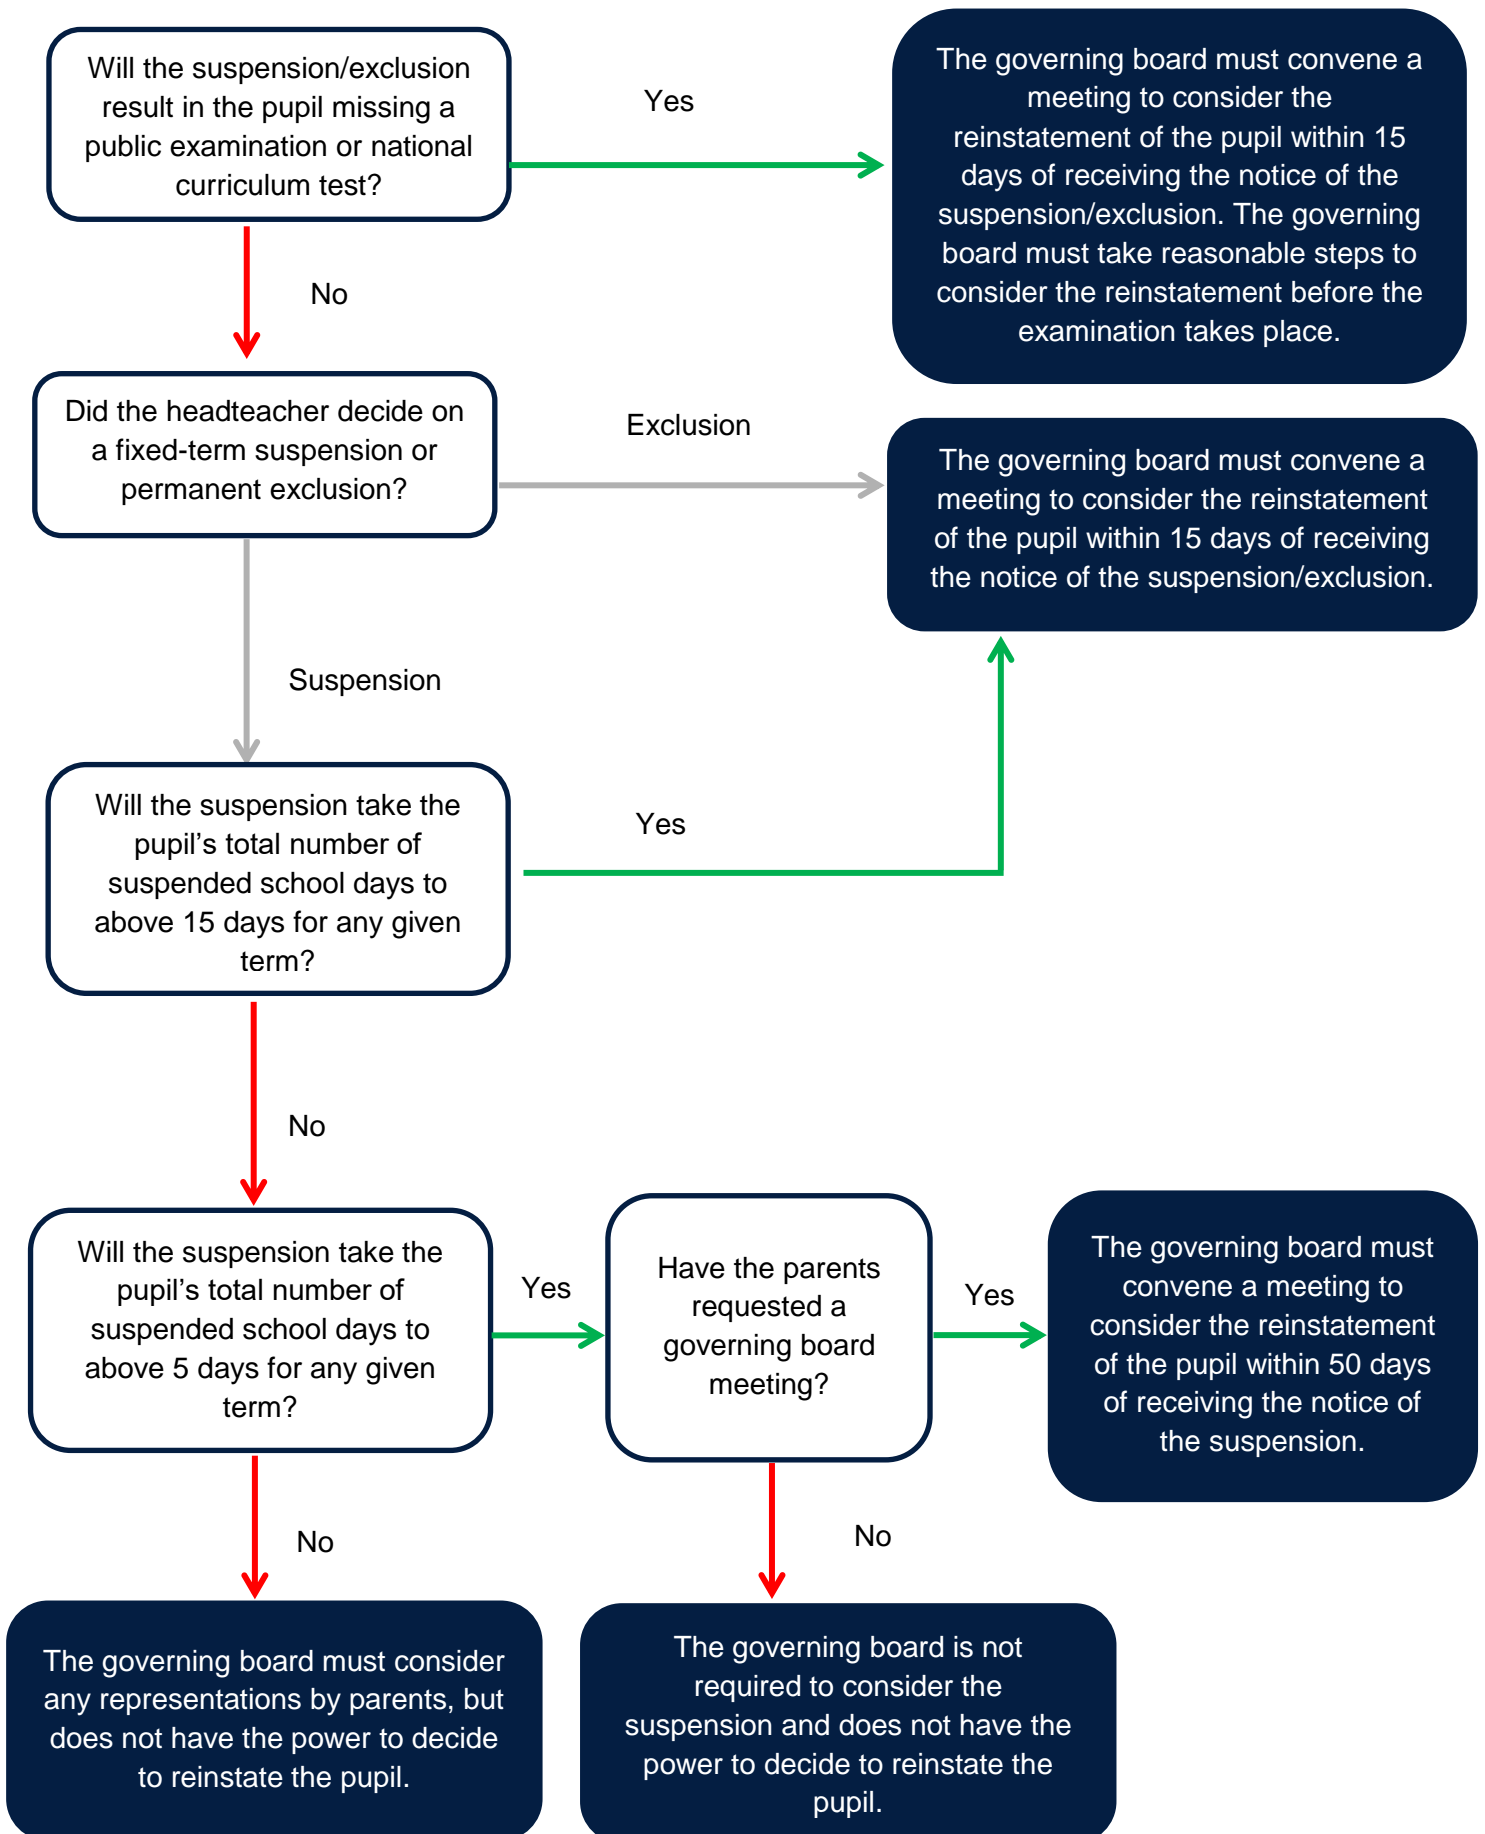 Will the suspension/exclusion
result in the pupil missing a
public examination or national
curriculum test?
Yes
The governing board must convene a
meeting to consider the
reinstatement of the pupil within 15
days of receiving the notice of the
suspension/exclusion. The governing
board must take reasonable steps to
consider the reinstatement before the
examination takes place.
No
Did the headteacher decide on
a fixed-term suspension or
permanent exclusion?
Exclusion
The governing board must convene a
meeting to consider the reinstatement
of the pupil within 15 days of receiving
the notice of the suspension/exclusion.
Suspension
Will the suspension take the
pupil’s total number of
suspended school days to
above 15 days for any given
term?
Yes
No
Will the suspension take the
pupil’s total number of
suspended school days to
above 5 days for any given
term?
Yes
Have the parents
requested a
governing board
meeting?
Yes
The governing board must
convene a meeting to
consider the reinstatement
of the pupil within 50 days
of receiving the notice of
the suspension.
No
No
The governing board must consider
any representations by parents, but
does not have the power to decide
to reinstate the pupil.
The governing board is not
required to consider the
suspension and does not have the
power to decide to reinstate the
pupil.